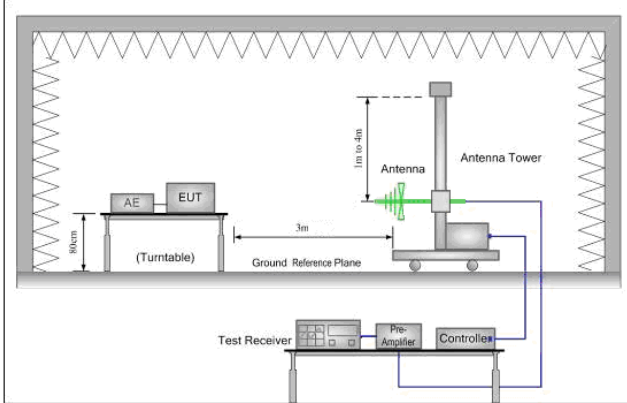 1m to 4m
Antenna
Antenna Tower
AE
EUT
80cm
(Turntable)
3m
Ground Reference Plane
Test Receiver
Pre-
Amplifier
Controller